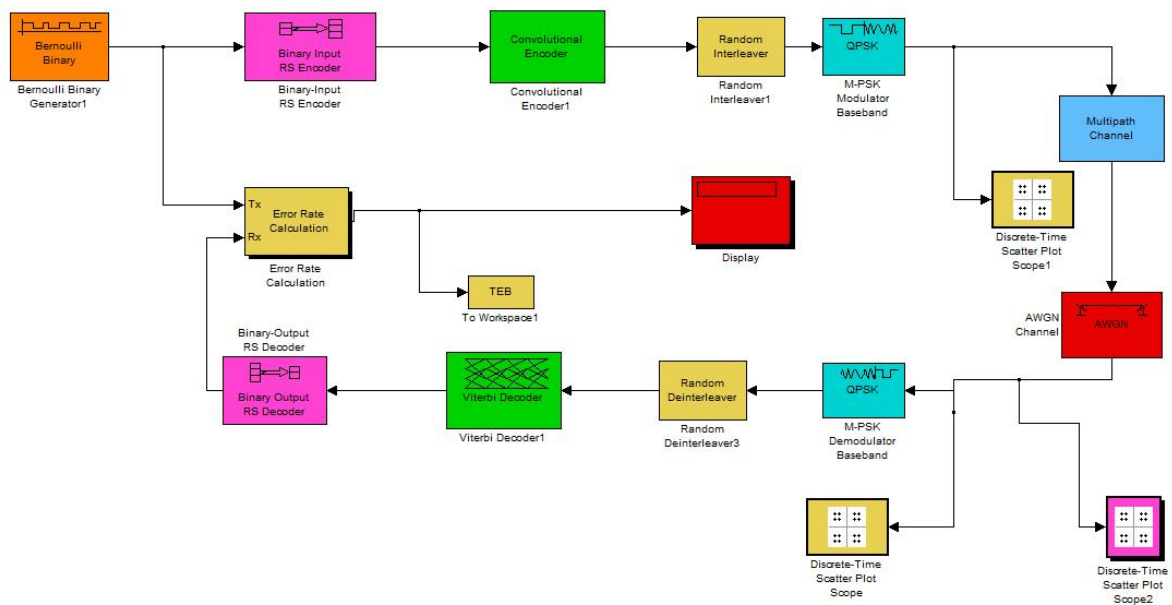 Bernoulli
Binary
Bernoulli Binary
Generator1
Binary Input
RS Encoder
Binary-Input
RS Encoder
Convolutional
Encoder
Convolutional
Encoder1
Random
Interleaver
Random
Interleaver1
QPSK
M-PSK
Modulator
Baseband
Multipath
Channel
Tx
Rx
Error Rate
Calculation
Error Rate
Calculation
Display
Discrete-Time
Scatter Plot
Scope1
TEB
To Workspace1
AWGN
Channel
AWGN
Binary-Output
RS Decoder
Binary Output
RS Decoder
Viterbi Decoder
Viterbi Decoder1
Random
Deinterleaver
Random
Deinterleaver3
QPSK
M-PSK
Demodulator
Baseband
Discrete-Time
Scatter Plot
Scope
Discrete-Time
Scatter Plot
Scope2